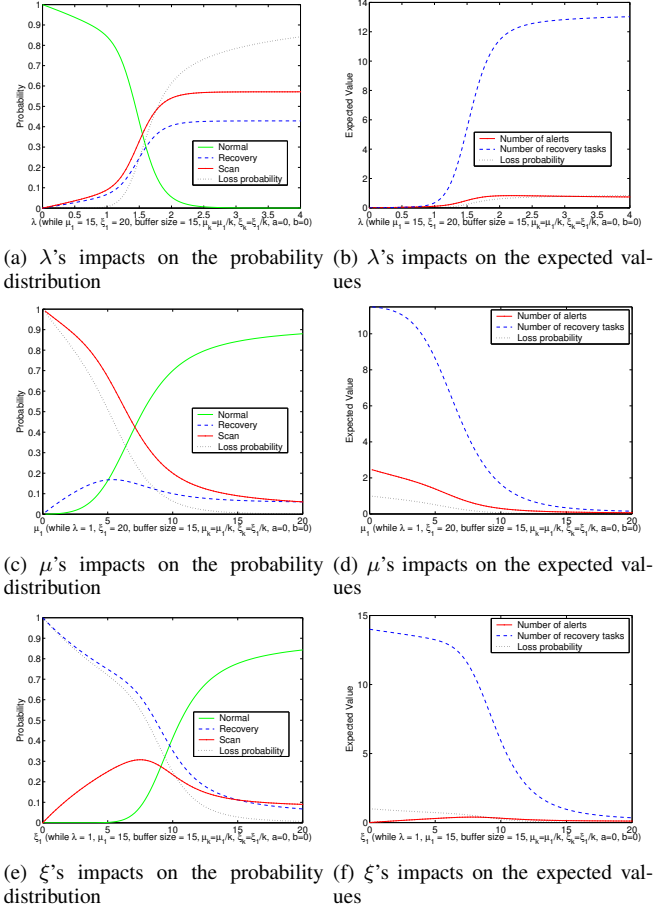 1
0.9
0.8
0.7
0.6
0.5
0.4
0.3
0.2
0.1
0
Probability
Normal
Recovery
Scan
Loss probability
0 0.5 1 1.5 2 2.5 3 3.5 4
λ (while μ1 = 15, ξ1 = 20, buffer size = 15, μk=μ1/k, ξk=ξ1/k, a=0, b=0)
14
12
10
8
6
4
2
0
Expected Value
Number of alerts
Number of recovery tasks
Loss probability
0 0.5 1 1.5 2 2.5 3 3.5 4
λ (while μ1 = 15, ξ1 = 20, buffer size = 15, μk=μ1/k, ξk=ξ1/k, a=0, b=0)
(a) λ's impacts on the probability distribution
(b) λ's impacts on the expected values
1
0.9
0.8
0.7
0.6
0.5
0.4
0.3
0.2
0.1
0
Probability
Normal
Recovery
Scan
Loss probability
0 5 10 15 20
μ1 (while λ = 1, ξ1 = 20, buffer size = 15, μk=μ1/k, ξk=ξ1/k, a=0, b=0)
10
8
6
4
2
0
Expected Value
Number of alerts
Number of recovery tasks
Loss probability
0 5 10 15 20
μ1 (while λ = 1, ξ1 = 20, buffer size = 15, μk=μ1/k, ξk=ξ1/k, a=0, b=0)
(c) μ's impacts on the probability distribution
(d) μ's impacts on the expected values
1
0.9
0.8
0.7
0.6
0.5
0.4
0.3
0.2
0.1
0
Probability
Normal
Recovery
Scan
Loss probability
0 5 10 15 20
ξ1 (while λ = 1, μ1 = 15, buffer size = 15, μk=μ1/k, ξk=ξ1/k, a=0, b=0)
15
10
5
0
Expected Value
Number of alerts
Number of recovery tasks
Loss probability
0 5 10 15 20
ξ1 (while λ = 1, μ1 = 15, buffer size = 15, μk=μ1/k, ξk=ξ1/k, a=0, b=0)
(e) ξ's impacts on the probability distribution
(f) ξ's impacts on the expected values